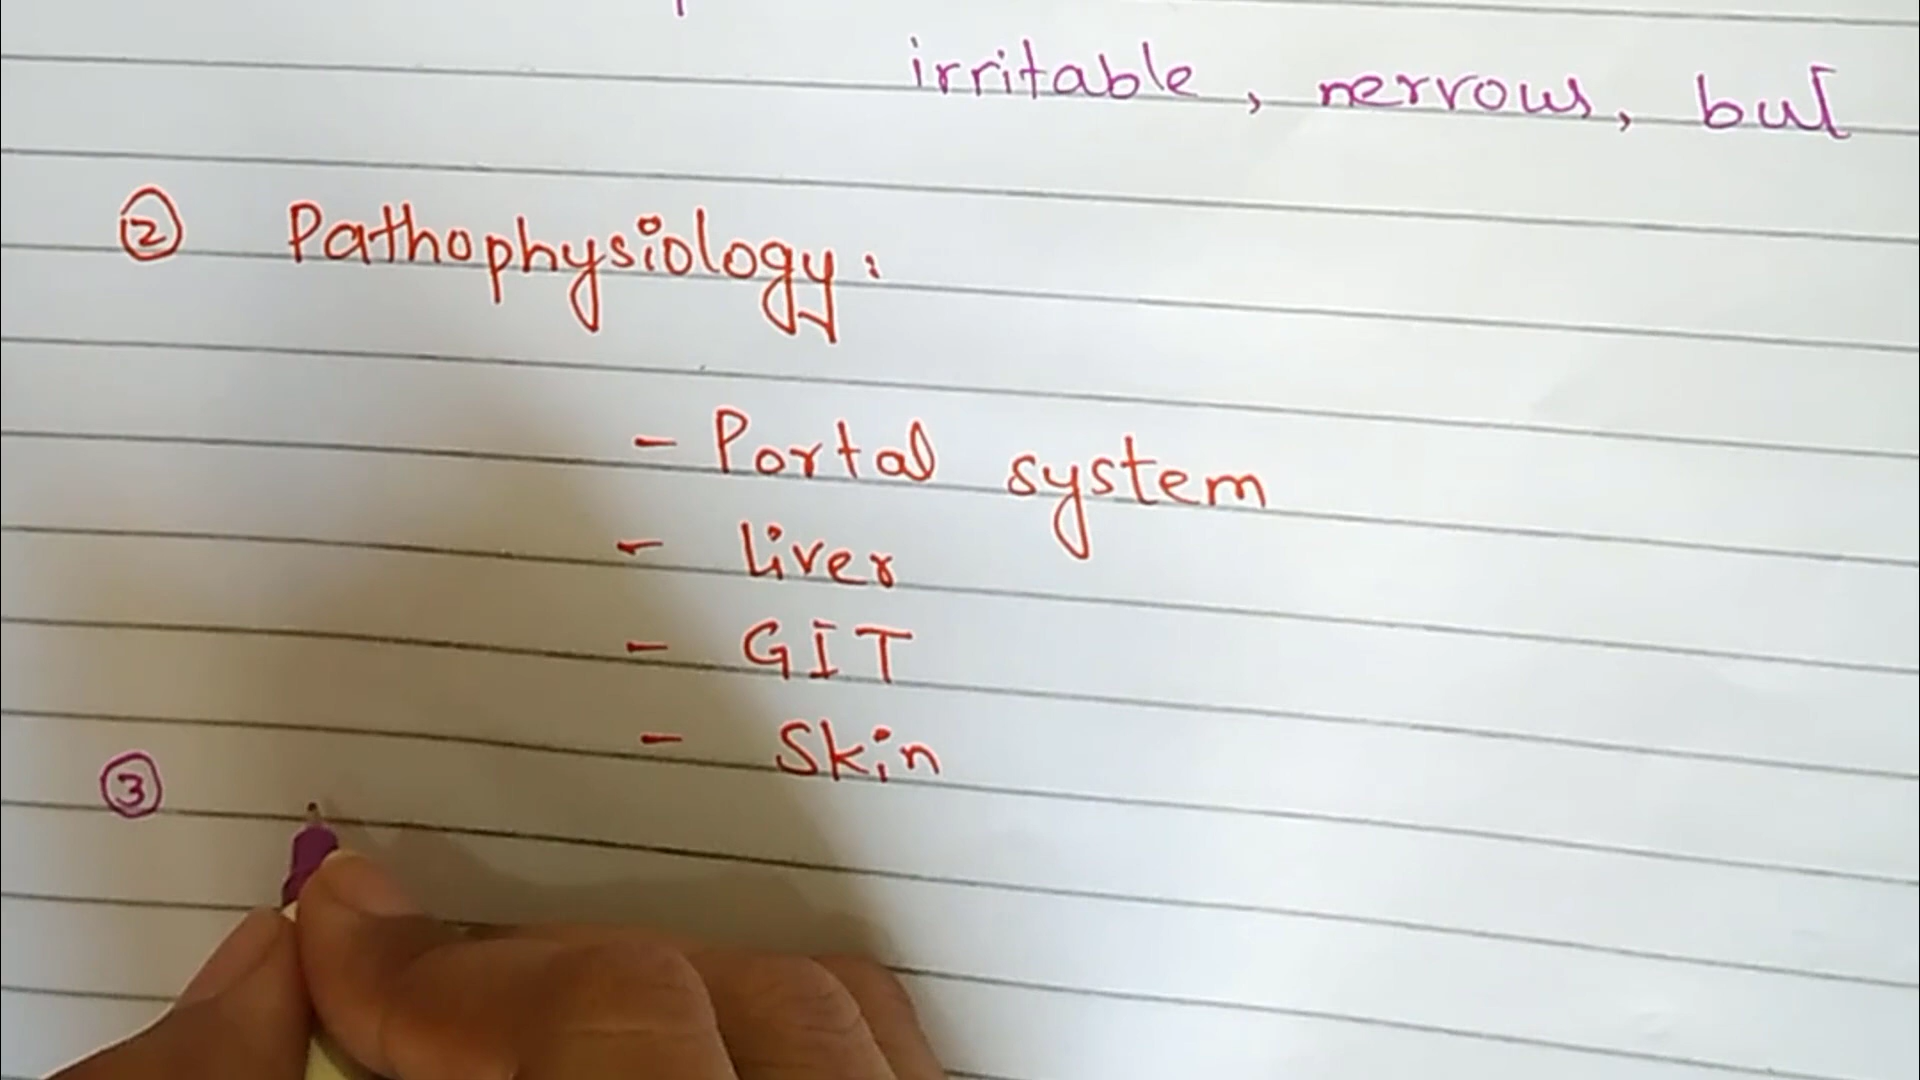 irritable, nervous, but
② Pathophysiology:
- Portal system
- liver
- GIT
- Skin
③